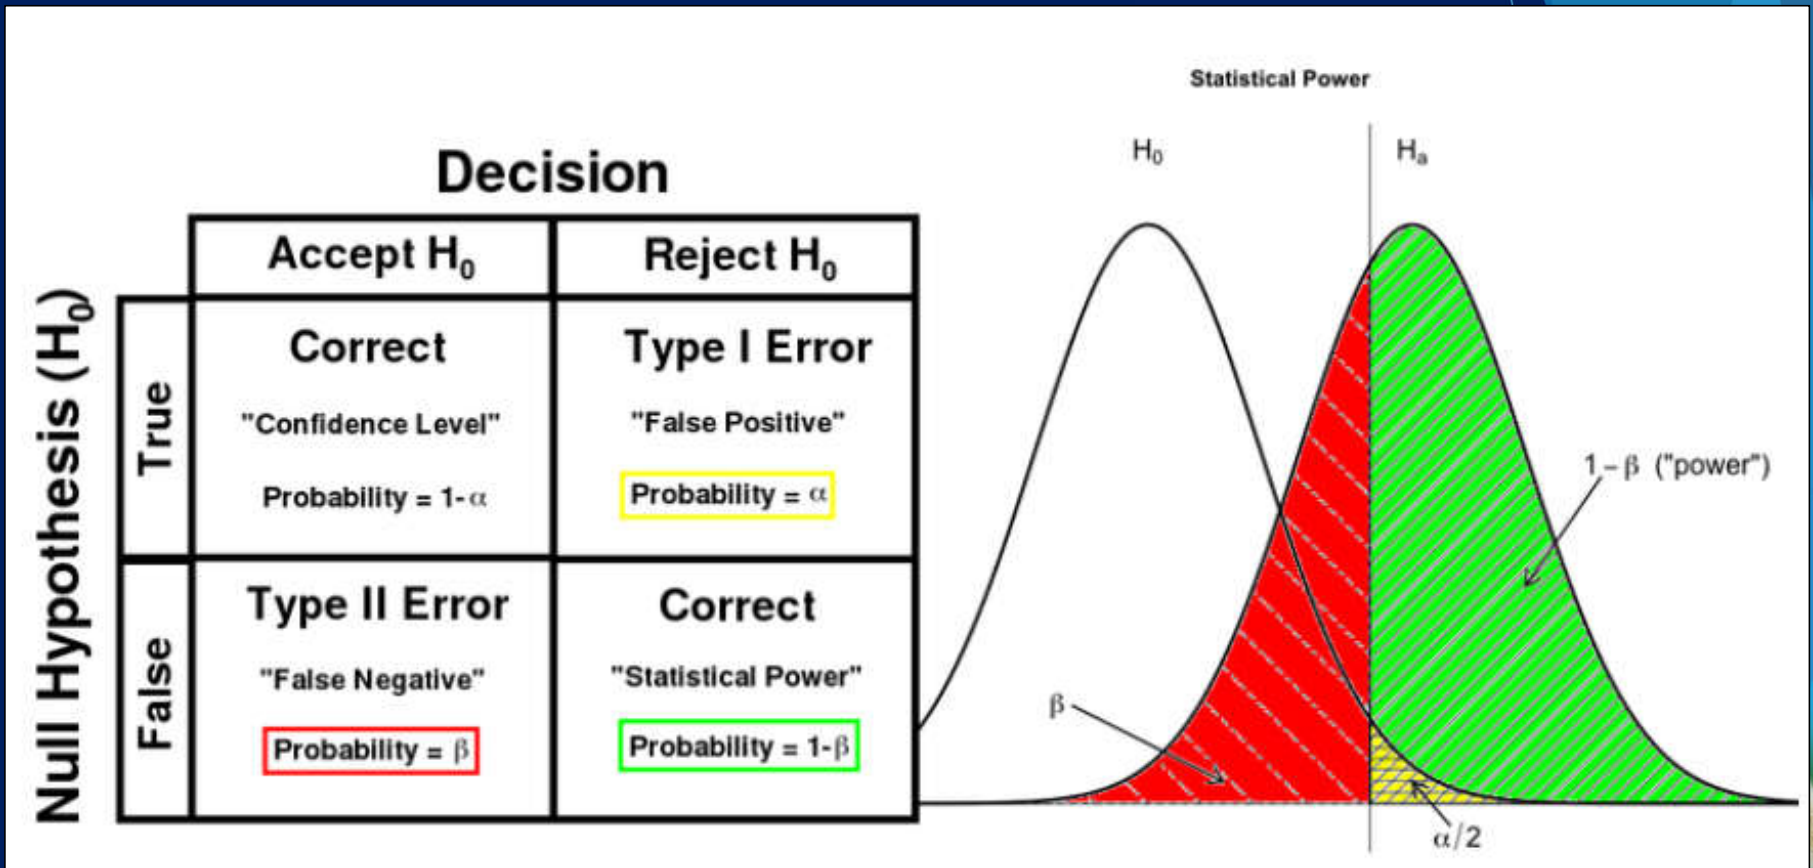 Statistical Power
H₀
Hₐ
Decision
Accept H₀
Reject H₀
Null Hypothesis (H₀)
True
Correct
"Confidence Level"
Probability = 1-α
Type I Error
"False Positive"
Probability = α
False
Type II Error
"False Negative"
Probability = β
Correct
"Statistical Power"
Probability = 1-β
1 – β ("power")
β
α/2